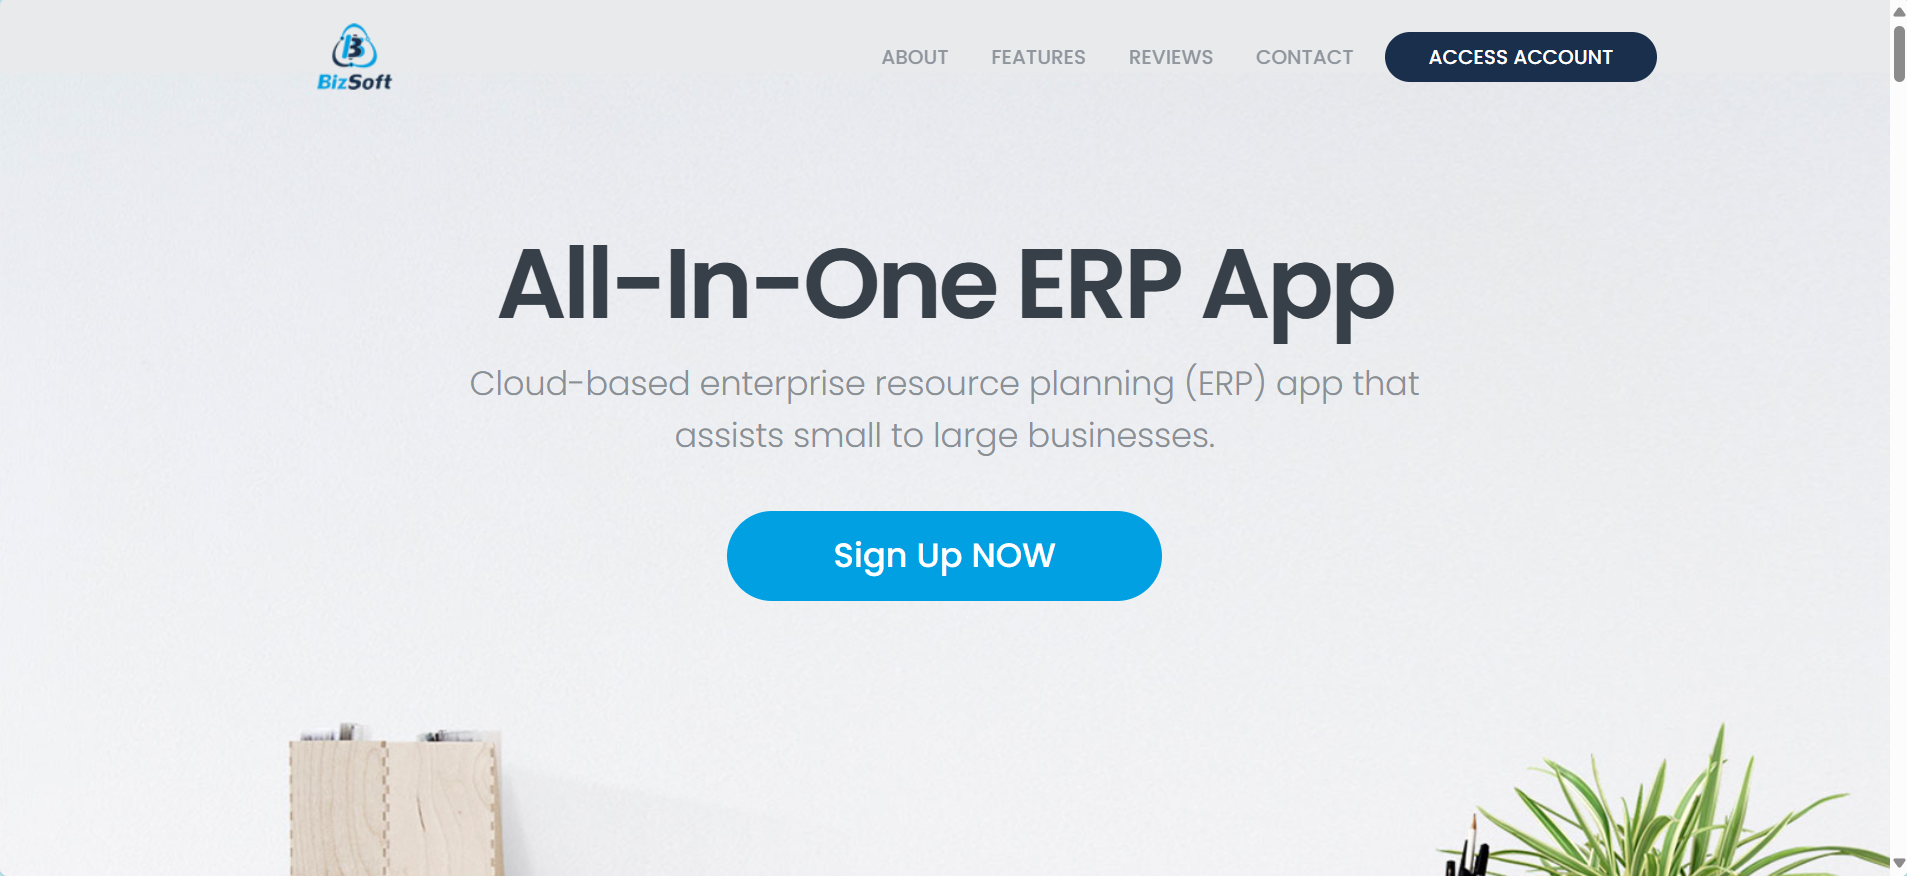 BizSoft
ABOUT
FEATURES
REVIEWS
CONTACT
ACCESS ACCOUNT
All-In-One ERP App
Cloud-based enterprise resource planning (ERP) app that
assists small to large businesses.
Sign Up NOW